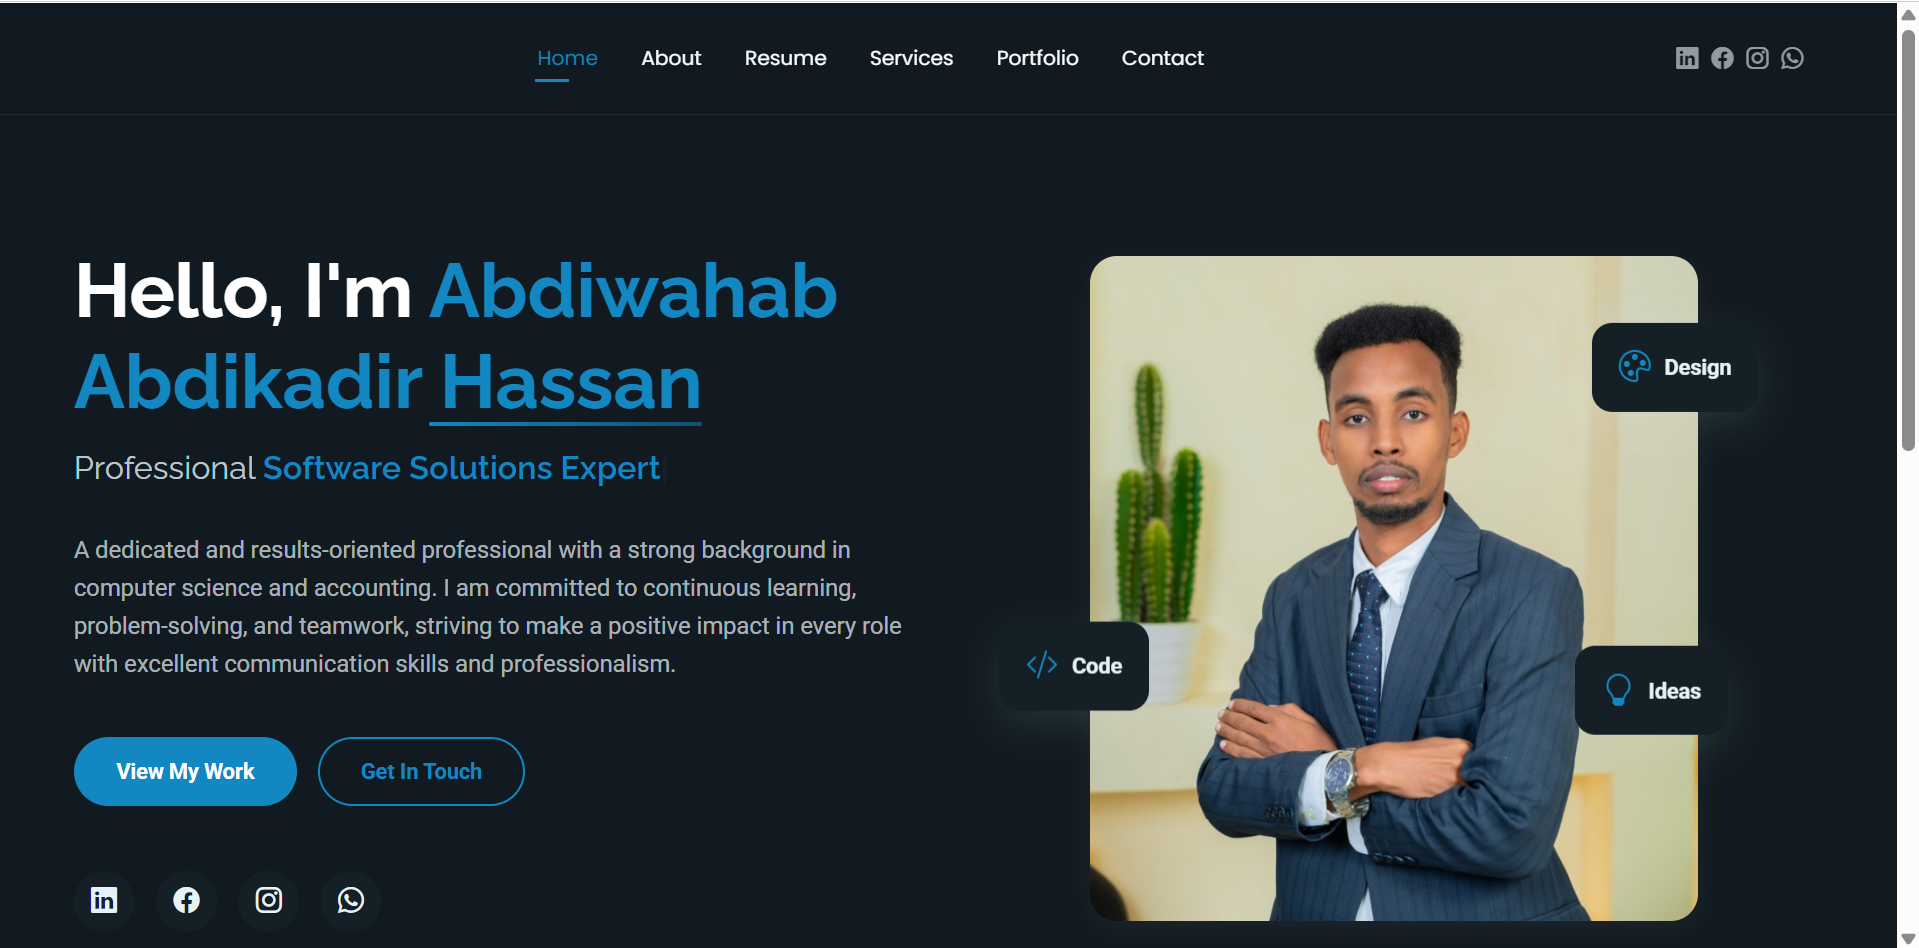 Home About Resume Services Portfolio Contact
Hello, I'm Abdiwahab
Abdikadir Hassan
Professional Software Solutions Expert
A dedicated and results-oriented professional with a strong background in
computer science and accounting. I am committed to continuous learning,
problem-solving, and teamwork, striving to make a positive impact in every role
with excellent communication skills and professionalism.
View My Work
Get In Touch
Design
Code
Ideas